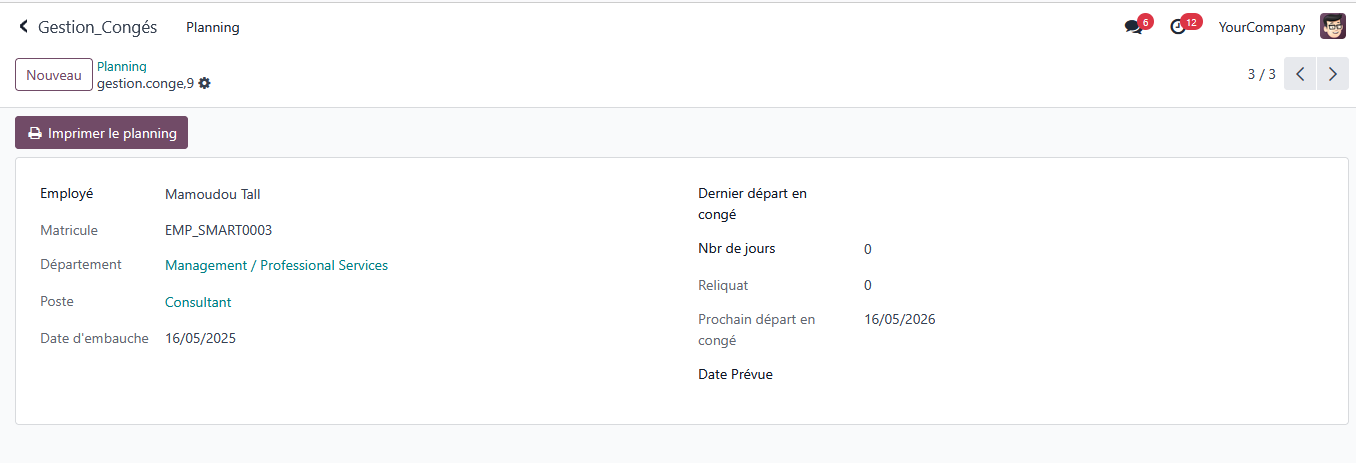 Gestion_Congés Planning 6 12 YourCompany
Nouveau
Planning
gestion.conge,9
3 / 3
Imprimer le planning
Employé Mamoudou Tall
Matricule EMP_SMART0003
Département Management / Professional Services
Poste Consultant
Date d'embauche 16/05/2025
Dernier départ en
congé
Nbr de jours 0
Reliquat 0
Prochain départ en 16/05/2026
congé
Date Prévue